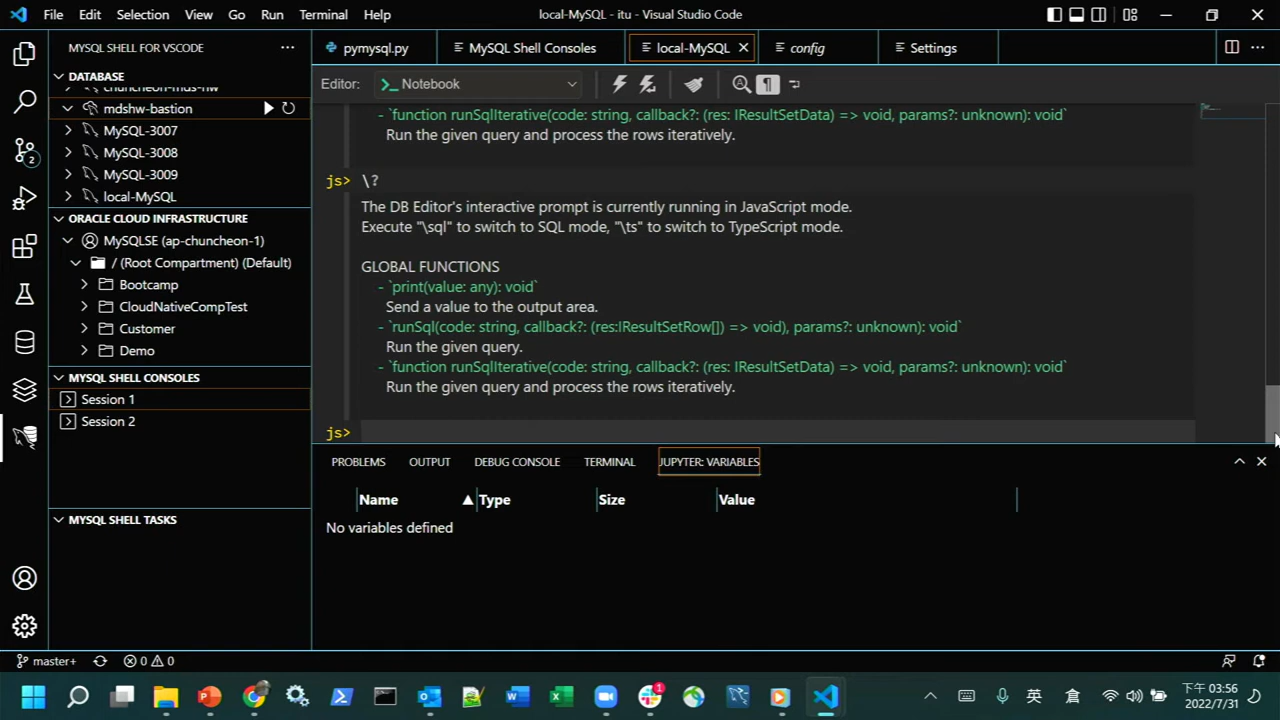 File Edit Selection View Go Run Terminal Help local-MySQL - itu - Visual Studio Code
MYSQL SHELL FOR VSCODE
pymysql.py MySQL Shell Consoles local-MySQL config Settings
DATABASE
Editor: Notebook
chuncheon-mds-nw
mdshw-bastion
MySQL-3007
MySQL-3008
MySQL-3009
local-MySQL
ORACLE CLOUD INFRASTRUCTURE
MySQLSE (ap-chuncheon-1)
/ (Root Compartment) (Default)
Bootcamp
CloudNativeCompTest
Customer
Demo
MYSQL SHELL CONSOLES
Session 1
Session 2
MYSQL SHELL TASKS
- `function runSqlIterative(code: string, callback?: (res: IResultSetData) => void, params?: unknown): void`
Run the given query and process the rows iteratively.
js> \?
The DB Editor's interactive prompt is currently running in JavaScript mode.
Execute "\sql" to switch to SQL mode, "\ts" to switch to TypeScript mode.
GLOBAL FUNCTIONS
- `print(value: any): void`
Send a value to the output area.
- `runSql(code: string, callback?: (res:IResultSetRow[]) => void), params?: unknown): void`
Run the given query.
- `function runSqlIterative(code: string, callback?: (res: IResultSetData) => void, params?: unknown): void`
Run the given query and process the rows iteratively.
js>
PROBLEMS OUTPUT DEBUG CONSOLE TERMINAL JUPYTER: VARIABLES
Name Type Size Value
No variables defined
2
master+ 0 0
1
英 倉
下午 03:56
2022/7/31